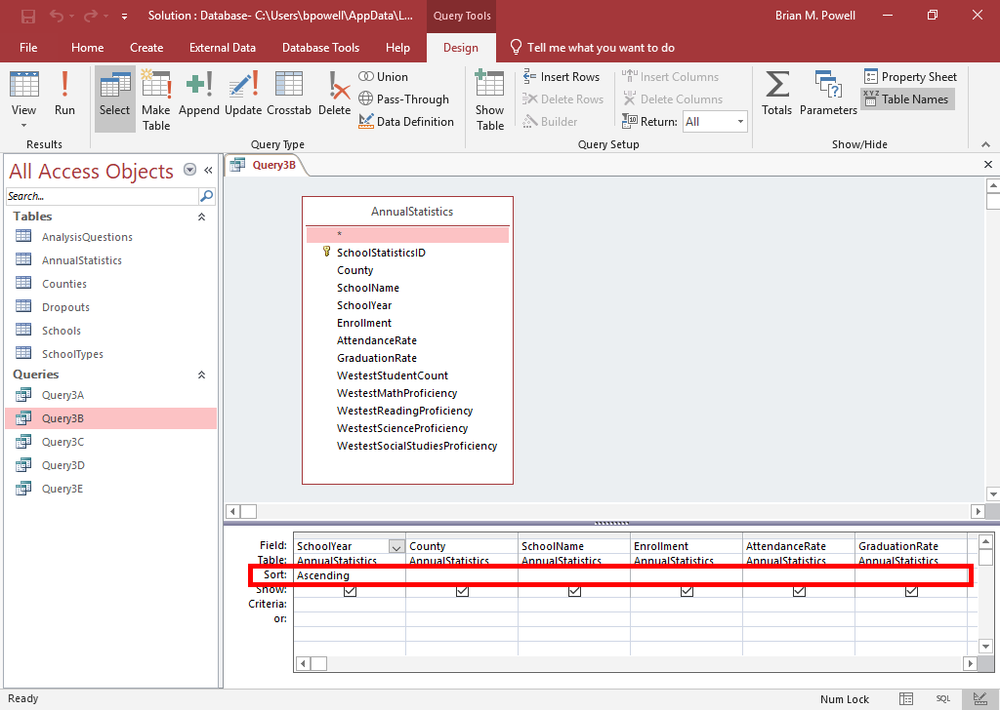 Solution : Database- C:\Users\bpowell\AppData\L... Query Tools Brian M. Powell
File Home Create External Data Database Tools Help Design Tell me what you want to do
View
Run
Results
Select
Make Table
Append
Update
Crosstab
Delete
Union
Pass-Through
Data Definition
Query Type
Show Table
Insert Rows
Delete Rows
Builder
Insert Columns
Delete Columns
Return: All
Query Setup
Totals
Parameters
Property Sheet
XYZ Table Names
Show/Hide
All Access Objects
Search...
Tables
AnalysisQuestions
AnnualStatistics
Counties
Dropouts
Schools
SchoolTypes
Queries
Query3A
Query3B
Query3C
Query3D
Query3E
Query3B
AnnualStatistics
*
SchoolStatisticsID
County
SchoolName
SchoolYear
Enrollment
AttendanceRate
GraduationRate
WestestStudentCount
WestestMathProficiency
WestestReadingProficiency
WestestScienceProficiency
WestestSocialStudiesProficiency
Field: SchoolYear County SchoolName Enrollment AttendanceRate GraduationRate
Table: AnnualStatistics AnnualStatistics AnnualStatistics AnnualStatistics AnnualStatistics AnnualStatistics
Sort: Ascending
Show:
Criteria:
or:
Ready Num Lock SQL